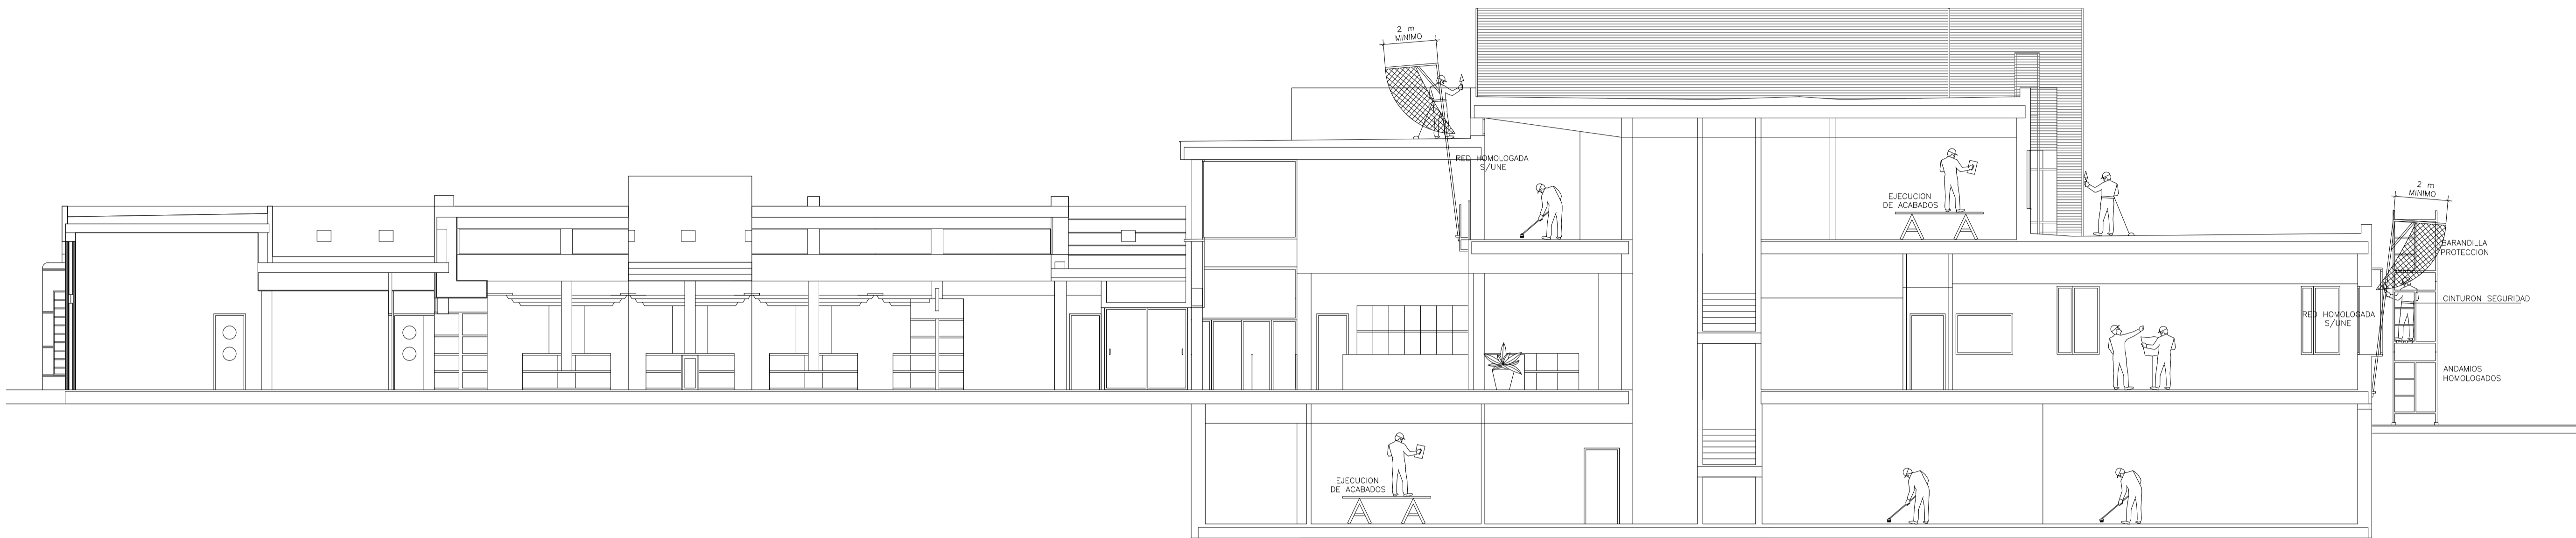 2 m
MINIMO
RED HOMOLOGADA
S/UNE
EJECUCION
DE ACABADOS
2 m
MINIMO
BARANDILLA
PROTECCION
CINTURON SEGURIDAD
RED HOMOLOGADA
S/UNE
ANDAMIOS
HOMOLOGADOS
EJECUCION
DE ACABADOS